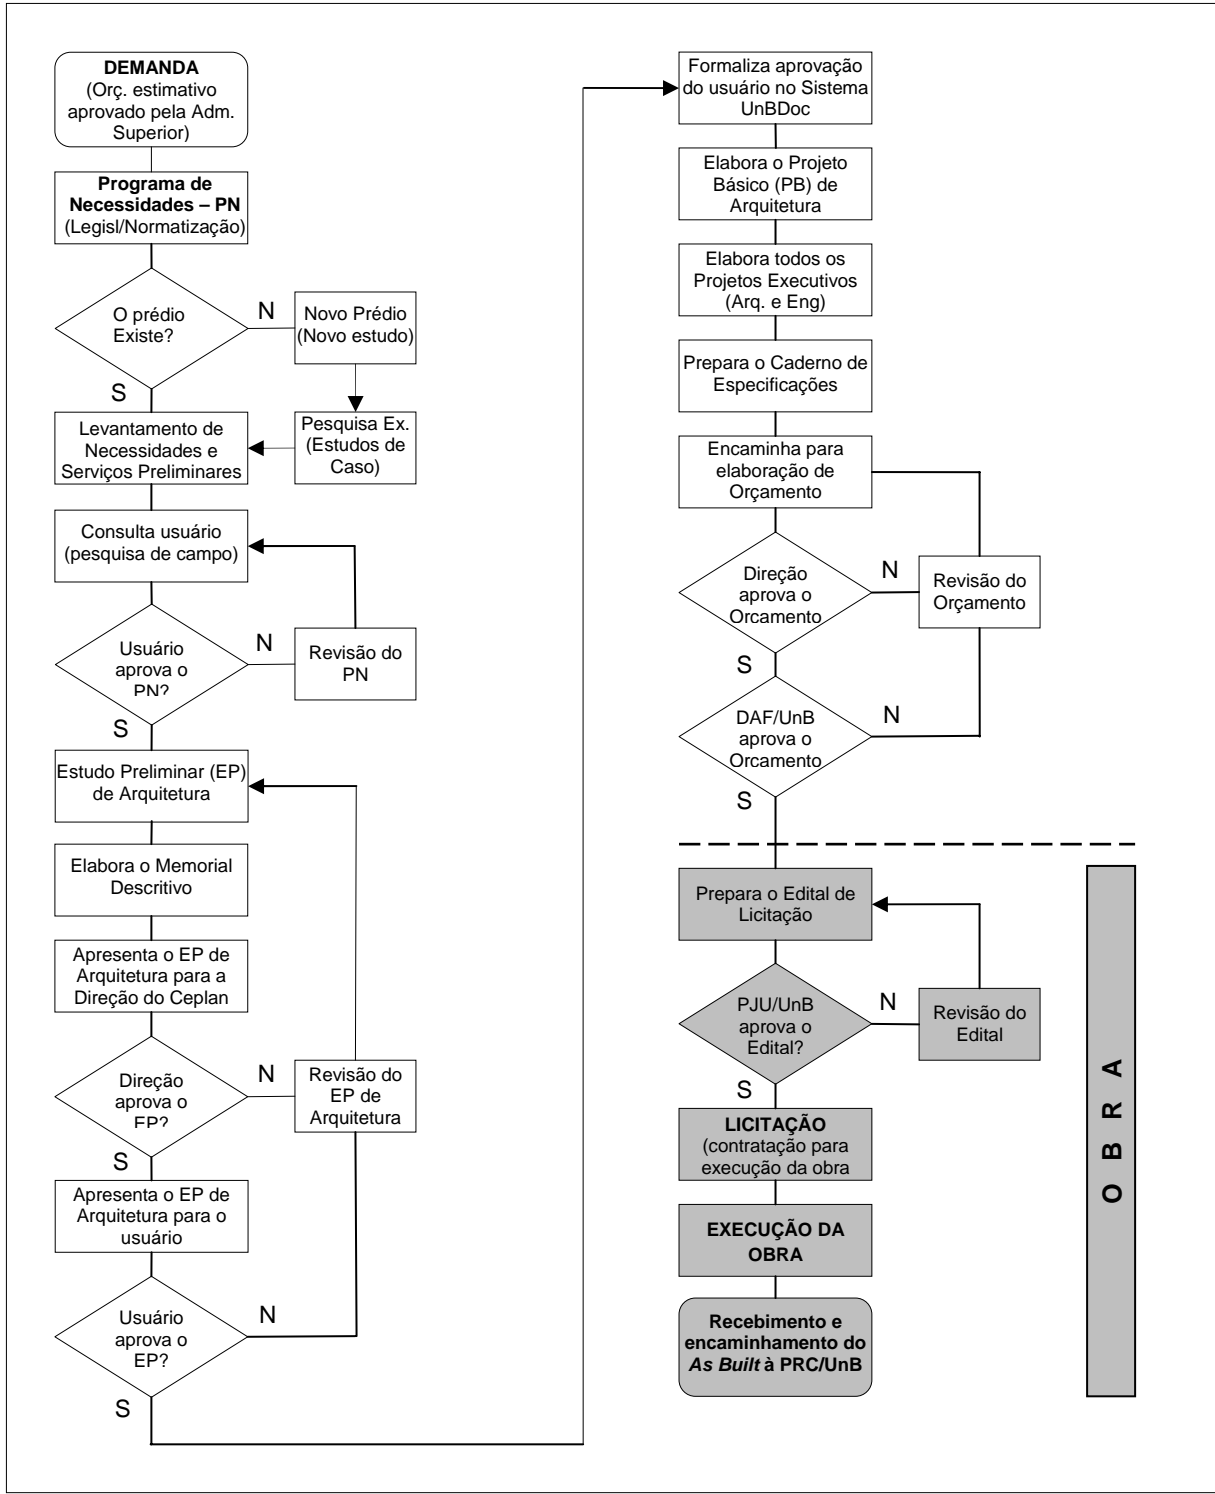 DEMANDA
(Orç. estimativo
aprovado pela Adm.
Superior)
Programa de
Necessidades – PN
(Legisl/Normatização)
O prédio
Existe?
N
Novo Prédio
(Novo estudo)
S
Levantamento de
Necessidades e
Serviços Preliminares
Pesquisa Ex.
(Estudos de
Caso)
Consulta usuário
(pesquisa de campo)
Usuário
aprova o
PN?
N
Revisão do
PN
S
Estudo Preliminar (EP)
de Arquitetura
Elabora o Memorial
Descritivo
Apresenta o EP de
Arquitetura para a
Direção do Ceplan
Direção
aprova o
EP?
N
Revisão do
EP de
Arquitetura
S
Apresenta o EP de
Arquitetura para o
usuário
Usuário
aprova o
EP?
N
S
Formaliza aprovação
do usuário no Sistema
UnBDoc
Elabora o Projeto
Básico (PB) de
Arquitetura
Elabora todos os
Projetos Executivos
(Arq. e Eng)
Prepara o Caderno de
Especificações
Encaminha para
elaboração de
Orçamento
Direção
aprova o
Orcamento
N
Revisão do
Orçamento
S
DAF/UnB
aprova o
Orcamento
N
S
Prepara o Edital de
Licitação
PJU/UnB
aprova o
Edital?
N
Revisão do
Edital
S
LICITAÇÃO
(contratação para
execução da obra
EXECUÇÃO DA
OBRA
Recebimento e
encaminhamento do
As Built à PRC/UnB
O B R A